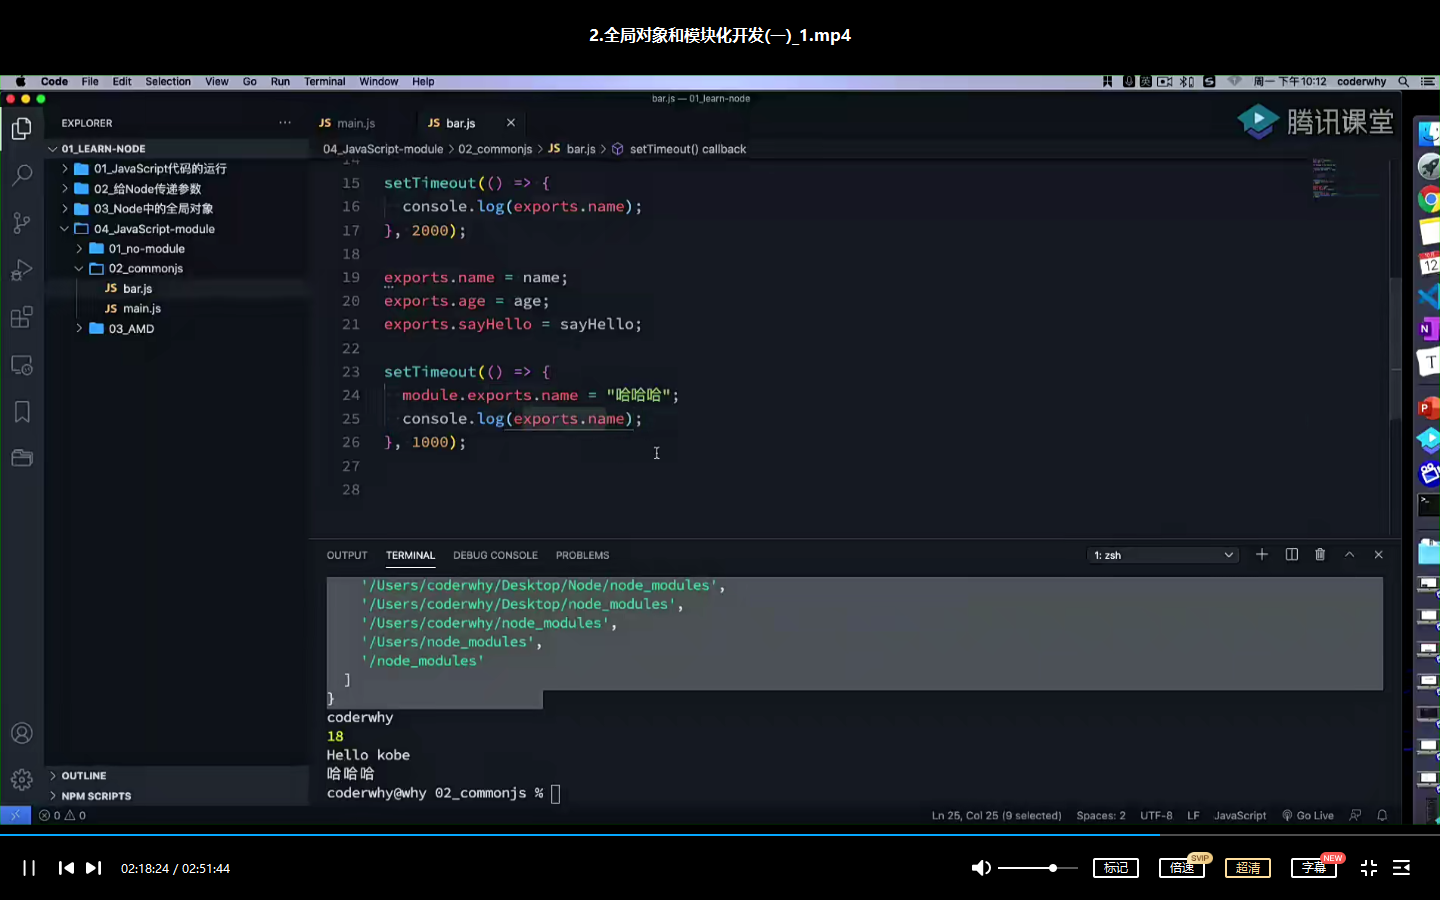 2.全局对象和模块化开发(一)_1.mp4
Code File Edit Selection View Go Run Terminal Window Help
周一 下午10:12 coderwhy
bar.js — 01_learn-node
EXPLORER
01_LEARN-NODE
01_JavaScript代码的运行
02_给Node传递参数
03_Node中的全局对象
04_JavaScript-module
01_no-module
02_commonjs
JS bar.js
JS main.js
03_AMD
OUTLINE
NPM SCRIPTS
JS main.js
JS bar.js
腾讯课堂
04_JavaScript-module > 02_commonjs > JS bar.js > setTimeout() callback
14
15 setTimeout(() => {
16 console.log(exports.name);
17 }, 2000);
18
19 exports.name = name;
20 exports.age = age;
21 exports.sayHello = sayHello;
22
23 setTimeout(() => {
24 module.exports.name = "哈哈哈";
25 console.log(exports.name);
26 }, 1000);
27
28
OUTPUT TERMINAL DEBUG CONSOLE PROBLEMS
1: zsh
'/Users/coderwhy/Desktop/Node/node_modules',
'/Users/coderwhy/Desktop/node_modules',
'/Users/coderwhy/node_modules',
'/Users/node_modules',
'/node_modules'
]
}
coderwhy
18
Hello kobe
哈哈哈
coderwhy@why 02_commonjs %
0 0
Ln 25, Col 25 (9 selected) Spaces: 2 UTF-8 LF JavaScript Go Live
02:18:24 / 02:51:44
标记
倍速 SVIP
超清
字幕 NEW